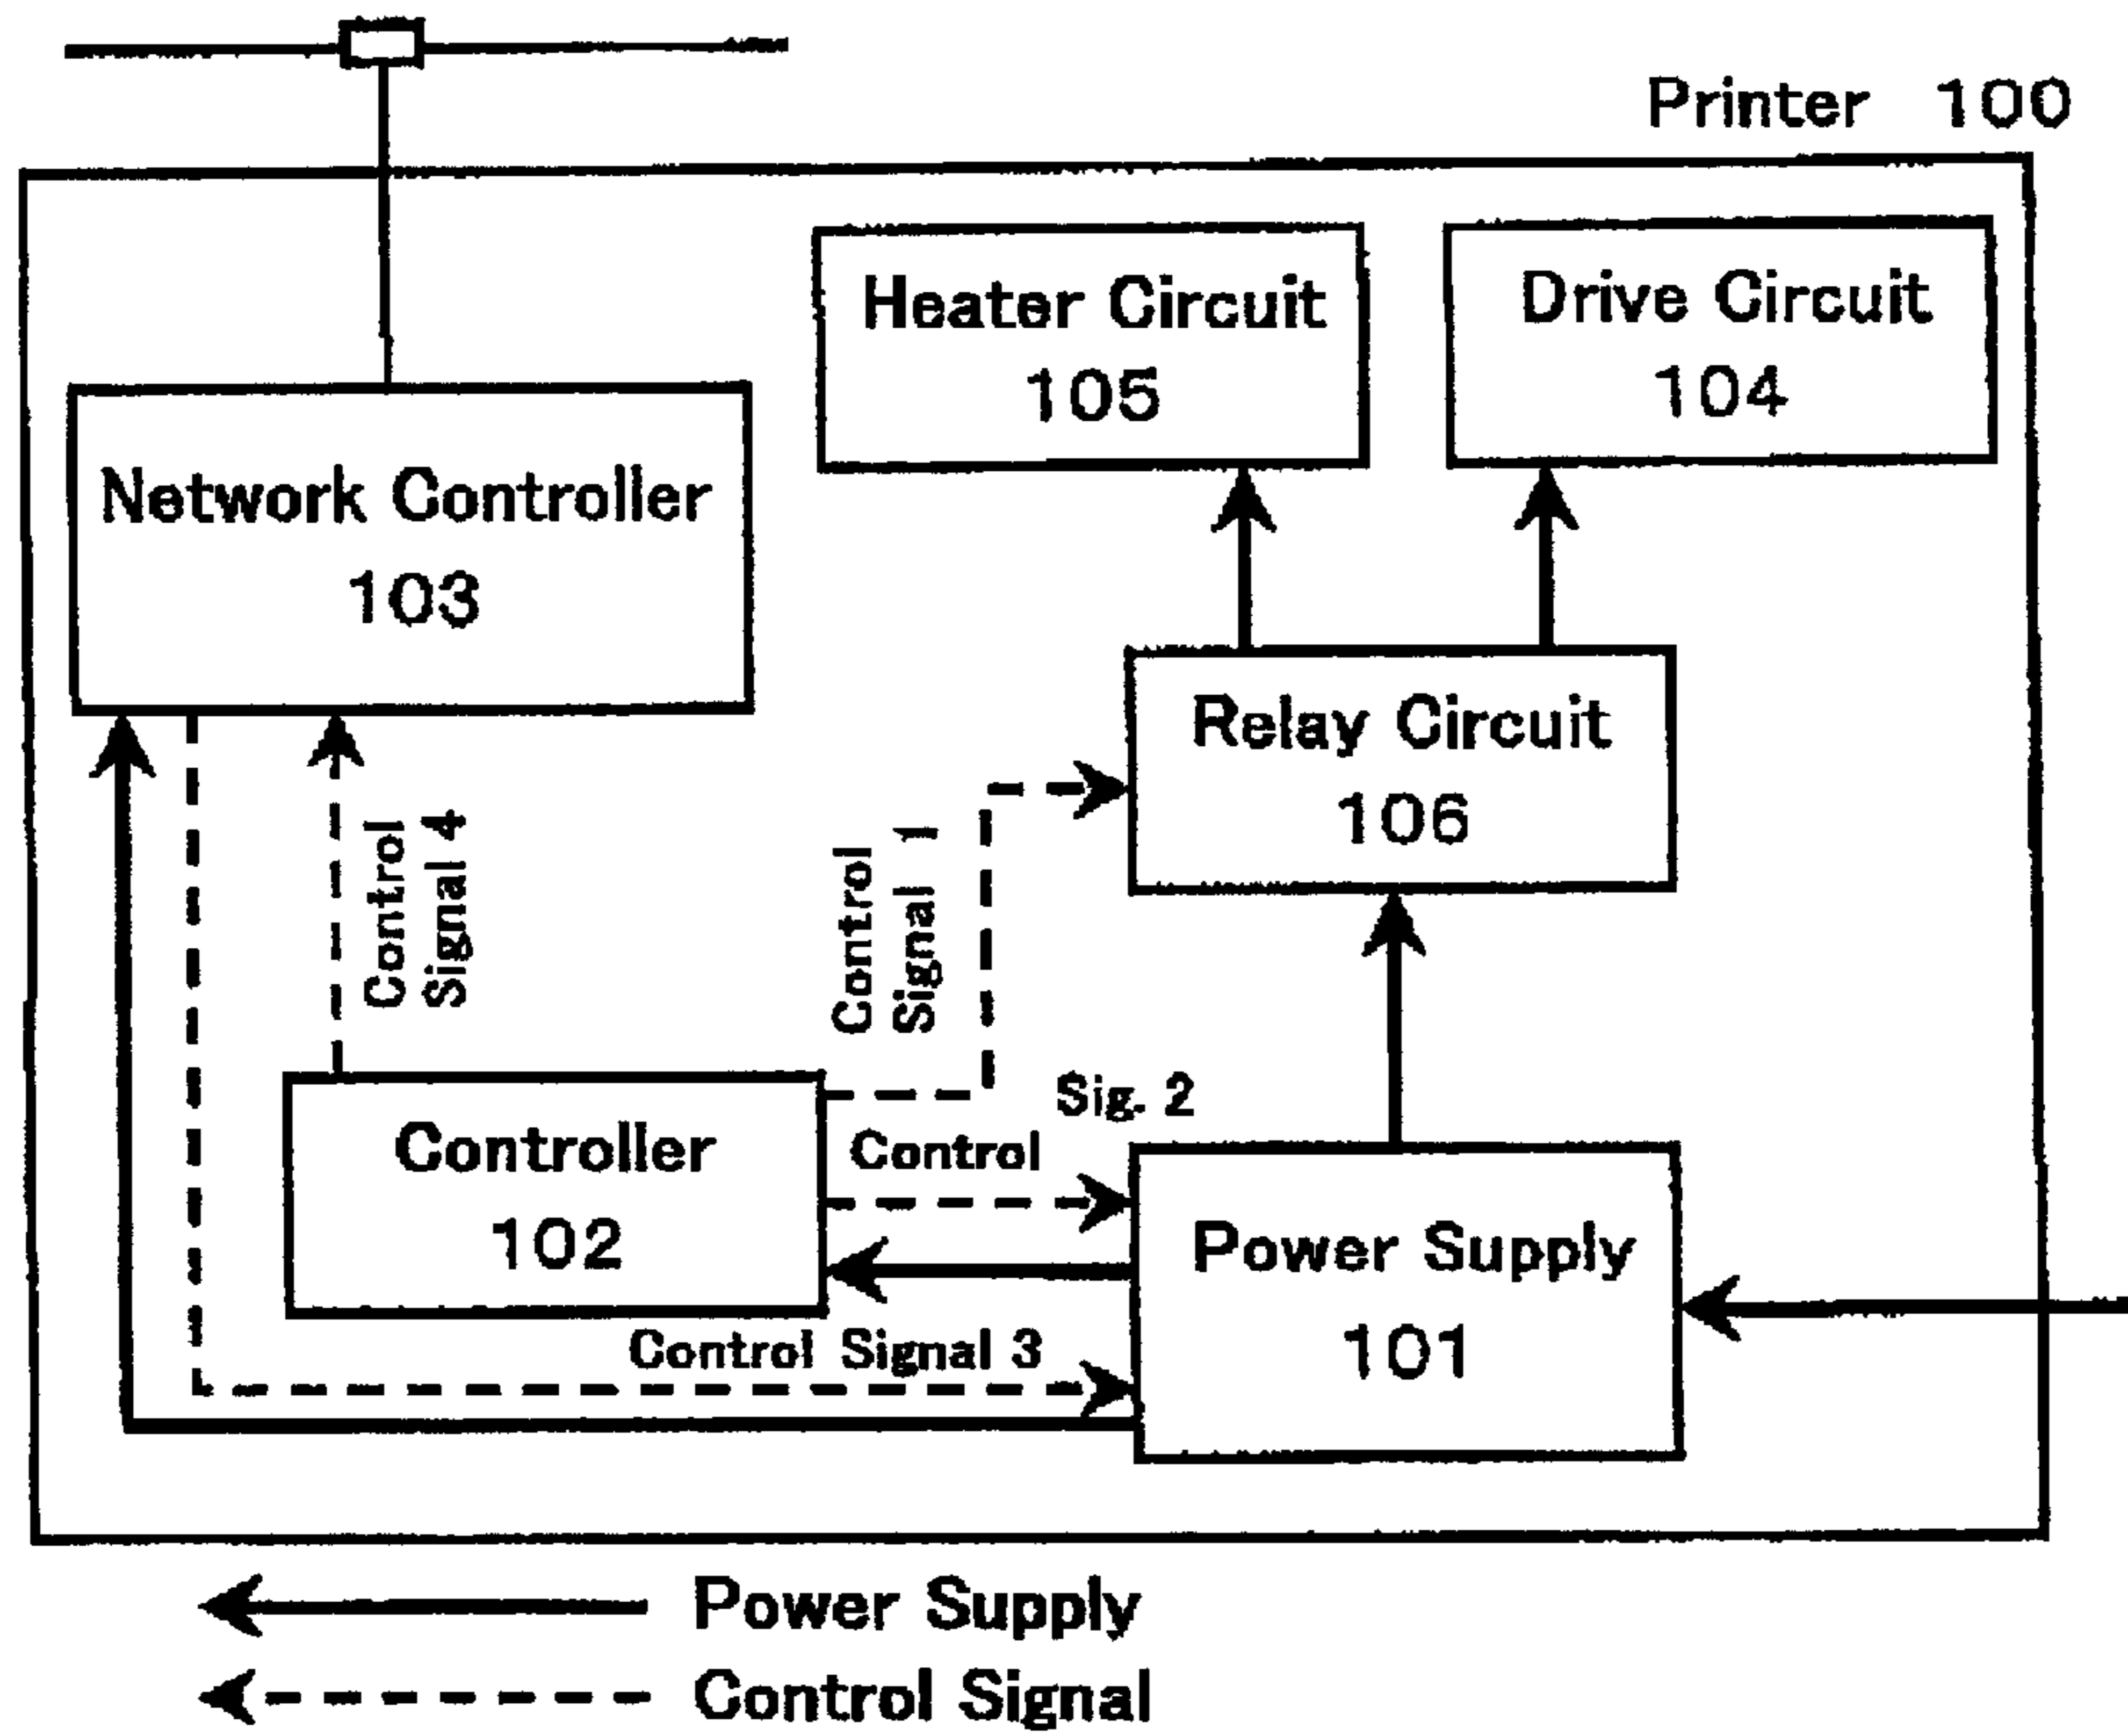 Printer 100
Heater Circuit
105
Drive Circuit
104
Network Controller
103
Relay Circuit
106
Control
Signal 4
Control
Signal 1
Sig. 2
Control
Controller
102
Power Supply
101
Control Signal 3
Power Supply
Control Signal